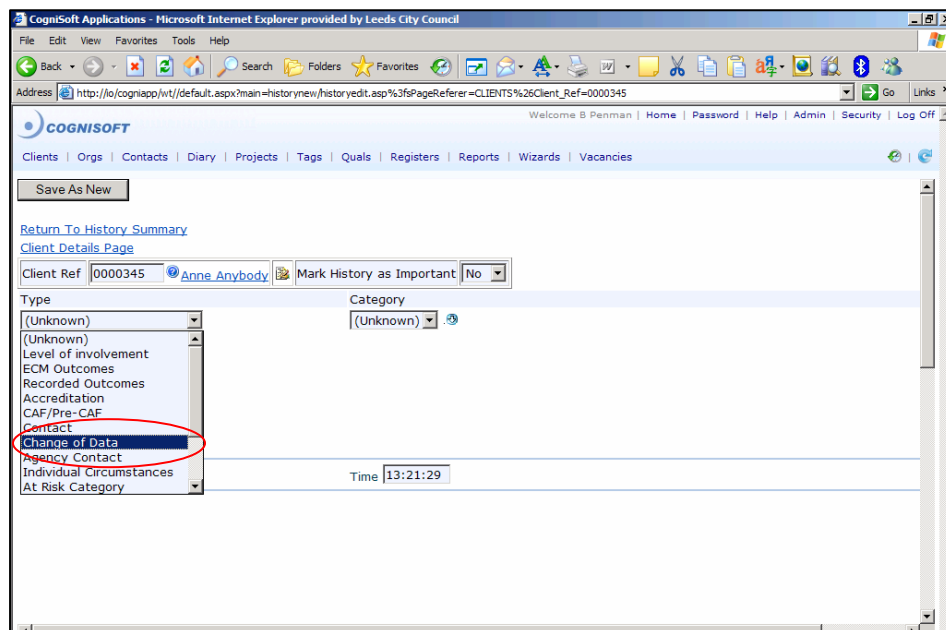 CogniSoft Applications - Microsoft Internet Explorer provided by Leeds City Council
File Edit View Favorites Tools Help
Back Search Folders Favorites
Address http://io/cogniapp/wt//default.aspx?main=historynew/historyedit.asp%3fsPageReferer=CLIENTS%26Client_Ref=0000345 Go Links
Welcome B Penman | Home | Password | Help | Admin | Security | Log Off
COGNISOFT
Clients | Orgs | Contacts | Diary | Projects | Tags | Quals | Registers | Reports | Wizards | Vacancies
Save As New
Return To History Summary
Client Details Page
Client Ref 0000345 Anne Anybody Mark History as Important No
Type Category
(Unknown) (Unknown) .
(Unknown)
Level of involvement
ECM Outcomes
Recorded Outcomes
Accreditation
CAF/Pre-CAF
Contact
Change of Data
Agency Contact
Individual Circumstances
Time 13:21:29
At Risk Category